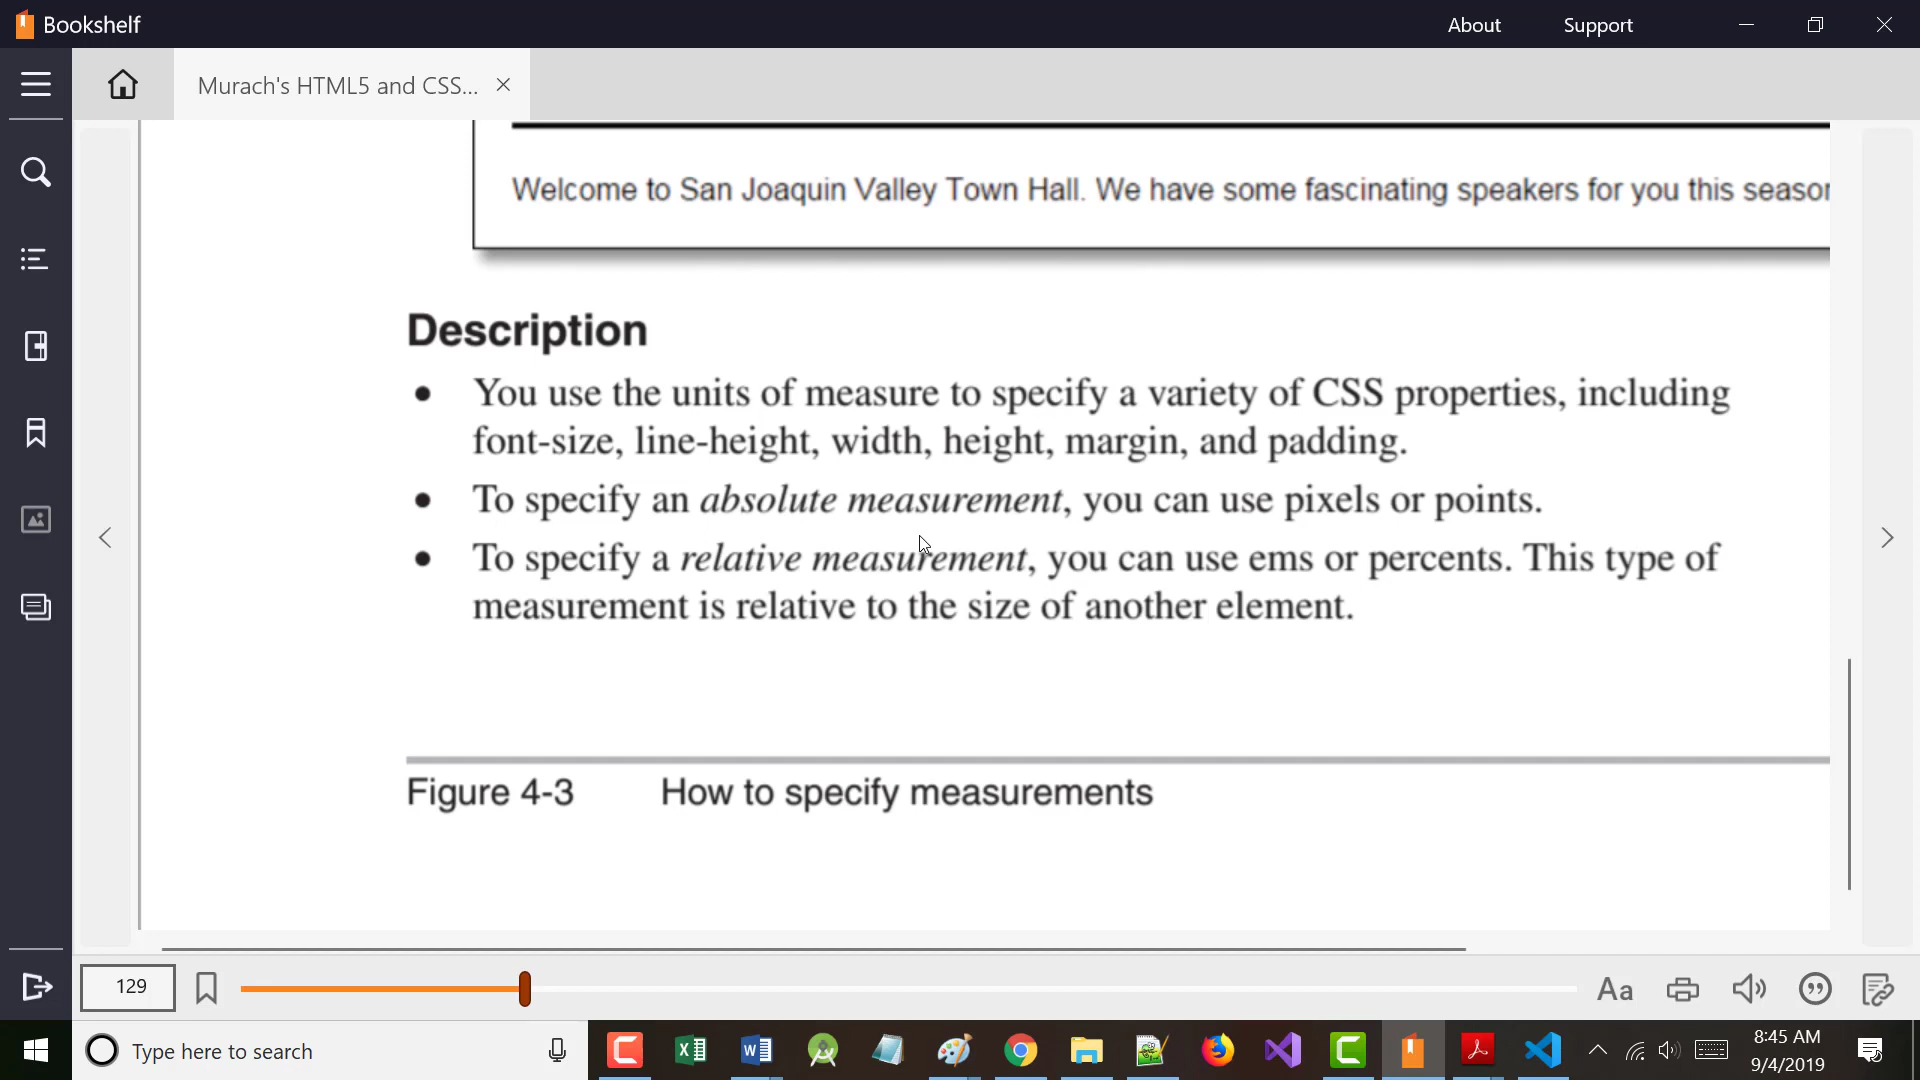 Bookshelf
About
Support
Murach's HTML5 and CSS...
Welcome to San Joaquin Valley Town Hall. We have some fascinating speakers for you this season
Description
• You use the units of measure to specify a variety of CSS properties, including
font-size, line-height, width, height, margin, and padding.
• To specify an absolute measurement, you can use pixels or points.
• To specify a relative measurement, you can use ems or percents. This type of
measurement is relative to the size of another element.
Figure 4-3 How to specify measurements
129
Aa
Type here to search
8:45 AM
9/4/2019